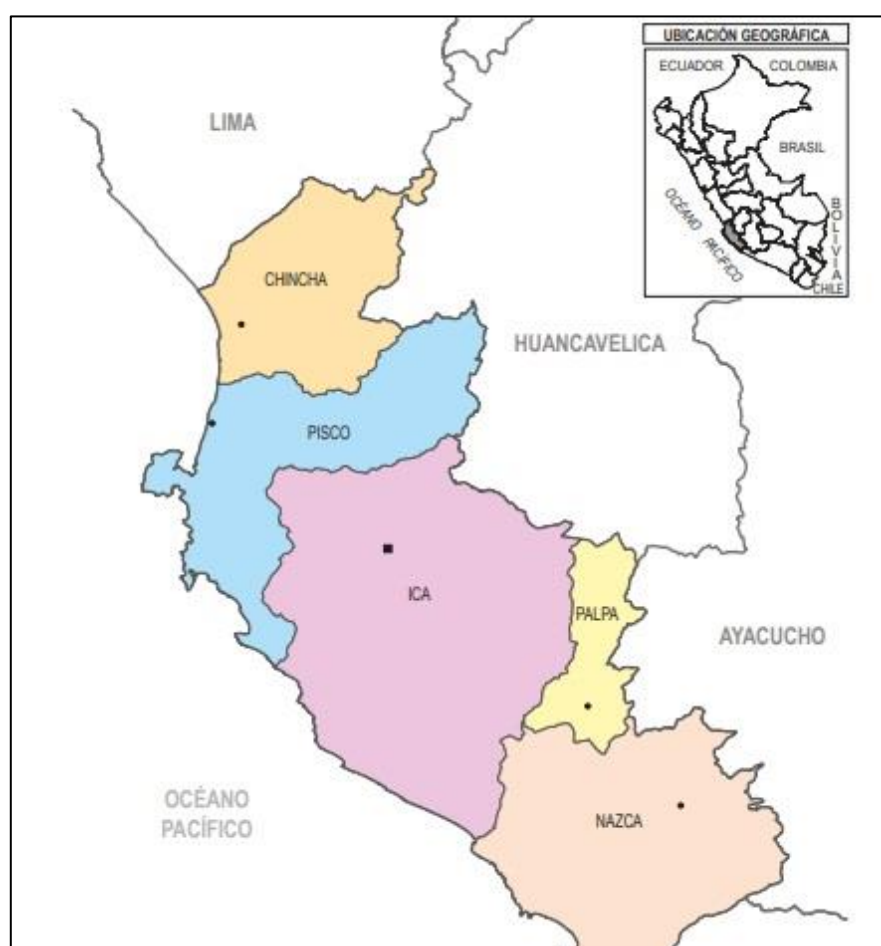 UBICACIÓN GEOGRÁFICA
ECUADOR
COLOMBIA
BRASIL
BOLIVIA
CHILE
OCÉANO PACÍFICO
LIMA
CHINCHA
HUANCAVELICA
PISCO
ICA
PALPA
AYACUCHO
OCÉANO
PACÍFICO
NAZCA